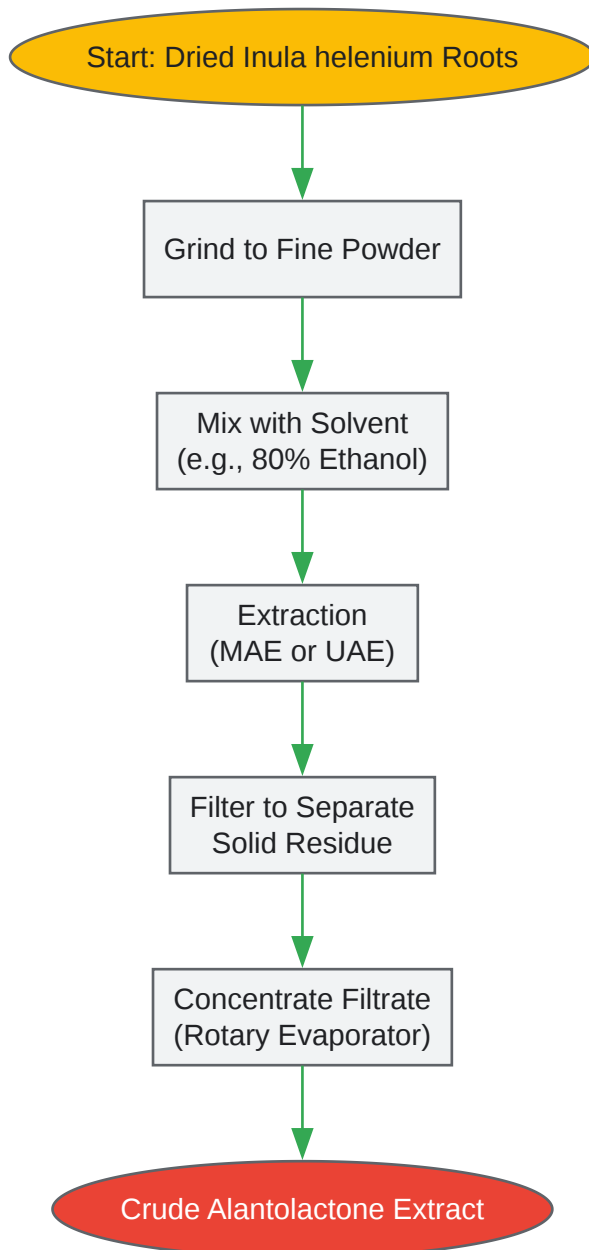 Start: Dried Inula helenium Roots
Grind to Fine Powder
Mix with Solvent
(e.g., 80% Ethanol)
Extraction
(MAE or UAE)
Filter to Separate
Solid Residue
Concentrate Filtrate
(Rotary Evaporator)
Crude Alantolactone Extract